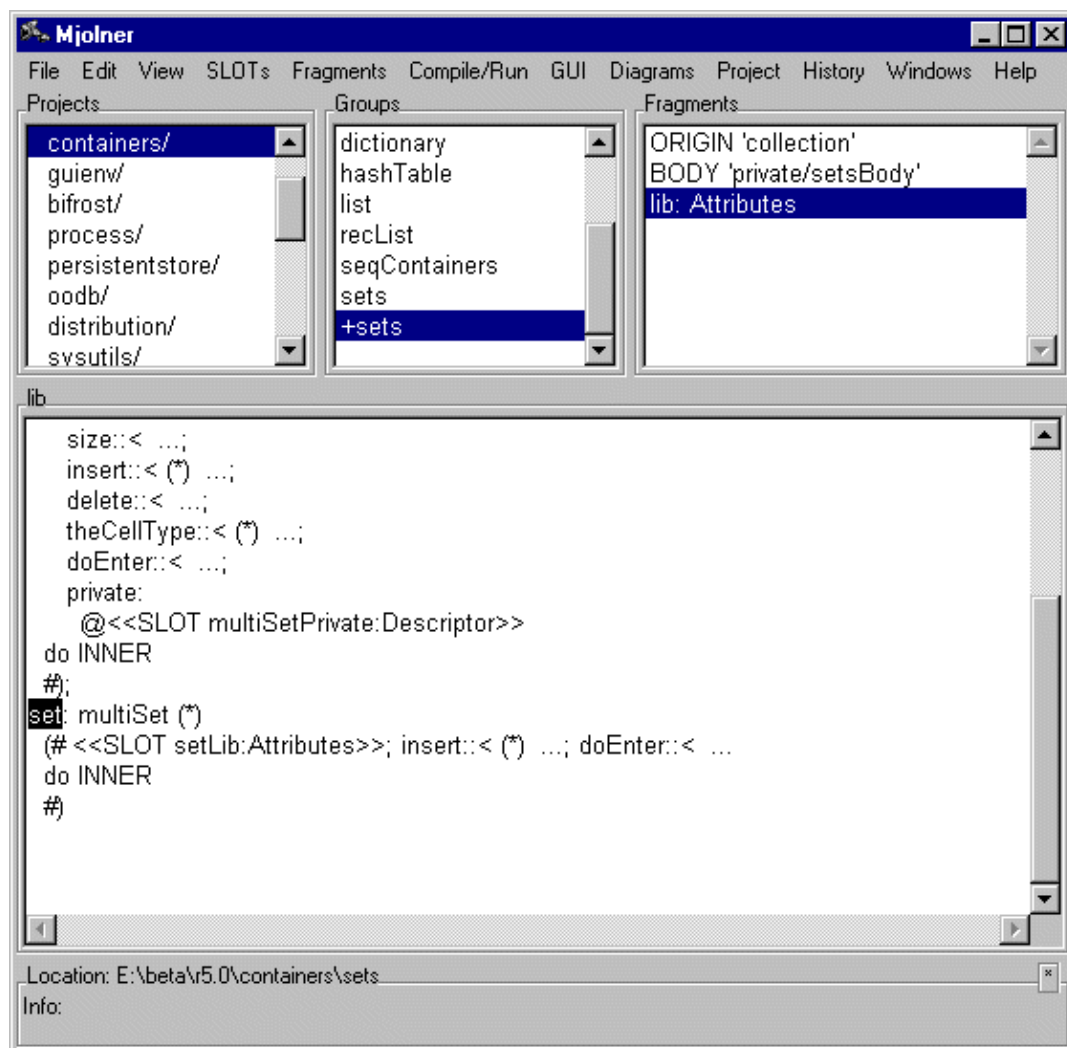 Mjolner
File Edit View SLOTs Fragments Compile/Run GUI Diagrams Project History Windows Help
Projects
containers/
guienv/
bifrost/
process/
persistentstore/
oodb/
distribution/
sysutils/
Groups
dictionary
hashTable
list
recList
seqContainers
sets
+sets
Fragments
ORIGIN 'collection'
BODY 'private/setsBody'
lib: Attributes
lib
size::< ...;
insert::< (*) ...;
delete::< ...;
theCellType::< (*) ...;
doEnter::< ...;
private:
@<<SLOT multiSetPrivate:Descriptor>>
do INNER
#);
set: multiSet (*)
(# <<SLOT setLib:Attributes>>; insert::< (*) ...; doEnter::< ...
do INNER
#)
Location: E:\beta\r5.0\containers\sets
Info: